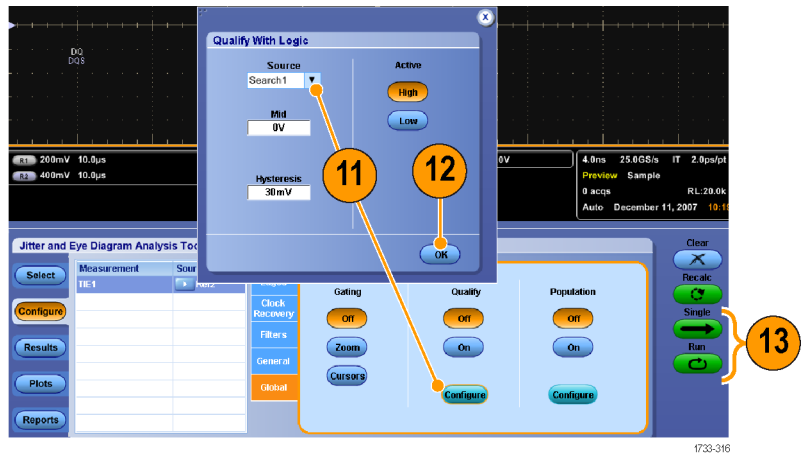 x
Qualify With Logic
Source
Active
Search1
High
Mid
0V
Low
Hysteresis
30mV
11
12
OK
DQ
DQS
R1 200mV 10.0µs
R2 400mV 10.0µs
0V
4.0ns 25.0GS/s IT 2.0ps/pt
Preview Sample
0 acqs RL:20.0k
Auto December 11, 2007 10:19
Jitter and Eye Diagram Analysis Too
Select
Configure
Results
Plots
Reports
Measurement Sour
TIE1 Ref2
Clock
Recovery
Filters
General
Global
Gating
Off
Zoom
Cursors
Qualify
Off
On
Configure
Population
Off
On
Configure
Clear
Recalc
Single
Run
13
1733-316